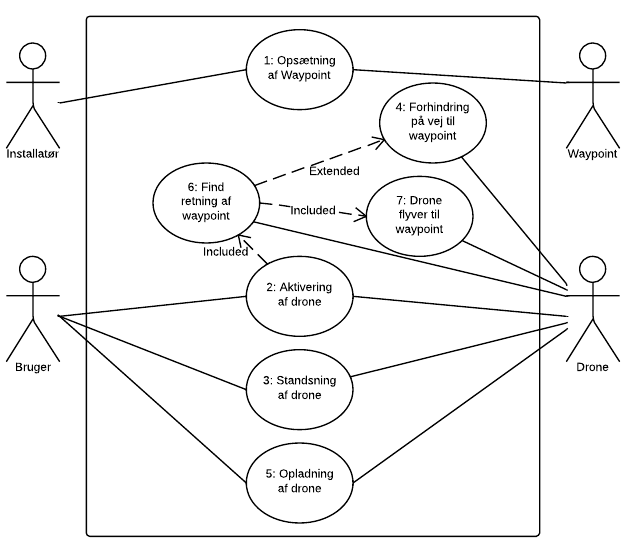 1: Opsætning
af Waypoint
Installatør
Waypoint
4: Forhindring
på vej til
waypoint
Extended
6: Find
retning af
waypoint
Included
7: Drone
flyver til
waypoint
Included
2: Aktivering
af drone
Bruger
Drone
3: Standsning
af drone
5: Opladning
af drone